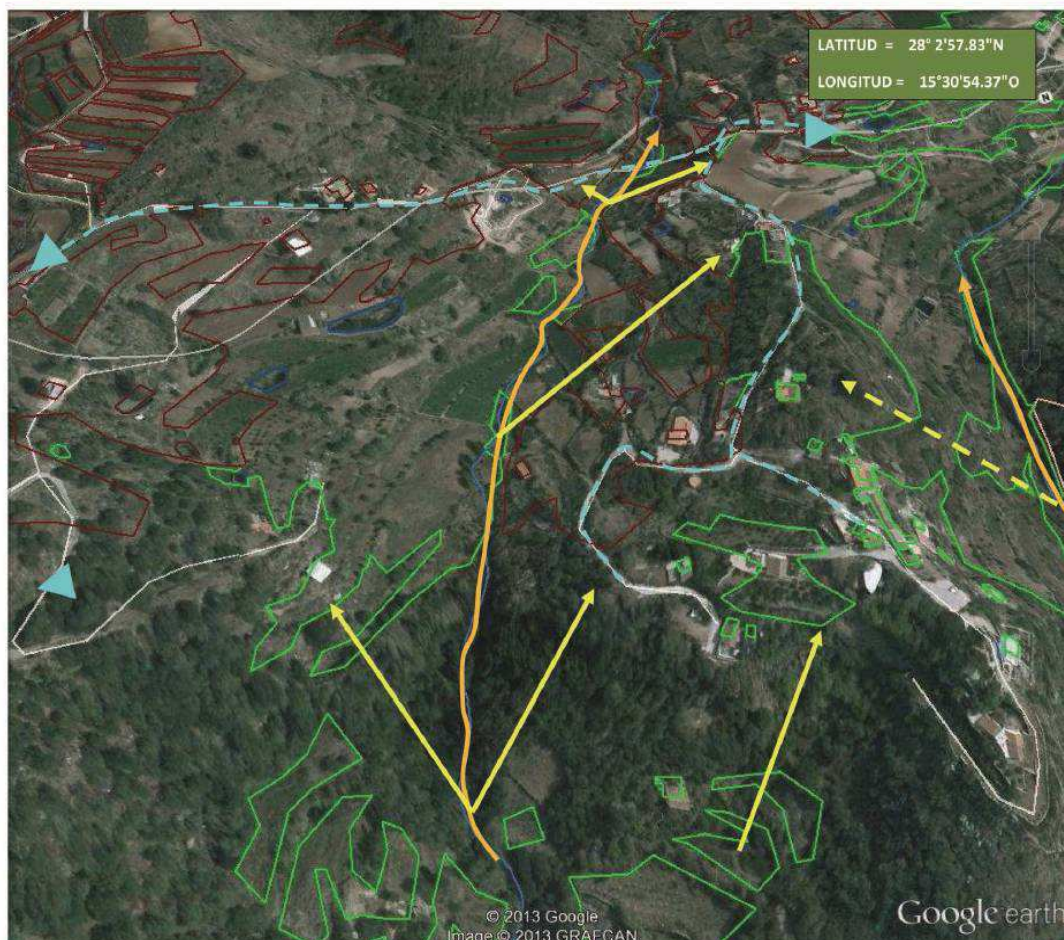 LATITUD = 28° 2'57.83"N
LONGITUD = 15°30'54.37"O
N
© 2013 Google
Image © 2013 GRAFCAN
Google earth